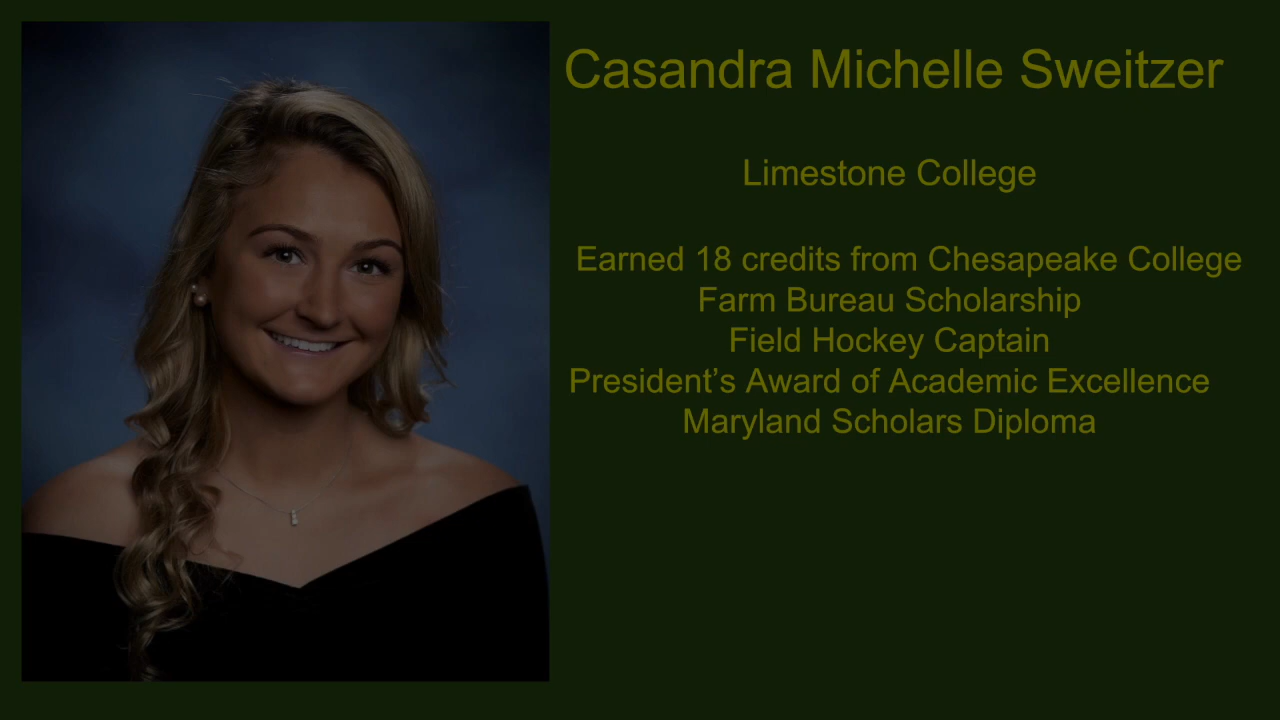 Casandra Michelle Sweitzer
Limestone College
Earned 18 credits from Chesapeake College
Farm Bureau Scholarship
Field Hockey Captain
President’s Award of Academic Excellence
Maryland Scholars Diploma